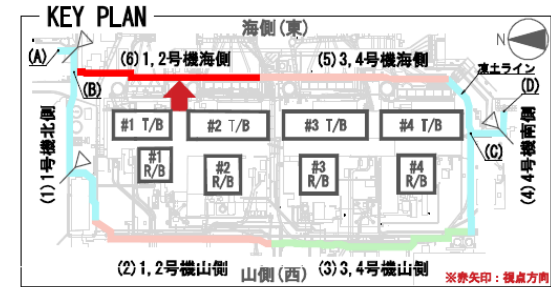 KEY PLAN
海側(東)
N
(A)
(6)1,2号機海側
(5)3,4号機海側
凍土ライン
(B)
(D)
#1 T/B
#2 T/B
#3 T/B
#4 T/B
(C)
(1)1号機北側
#1
R/B
#2
R/B
#3
R/B
#4
R/B
(4)4号機南側
(2)1,2号機山側
山側(西)
(3)3,4号機山側
※赤矢印：視点方向